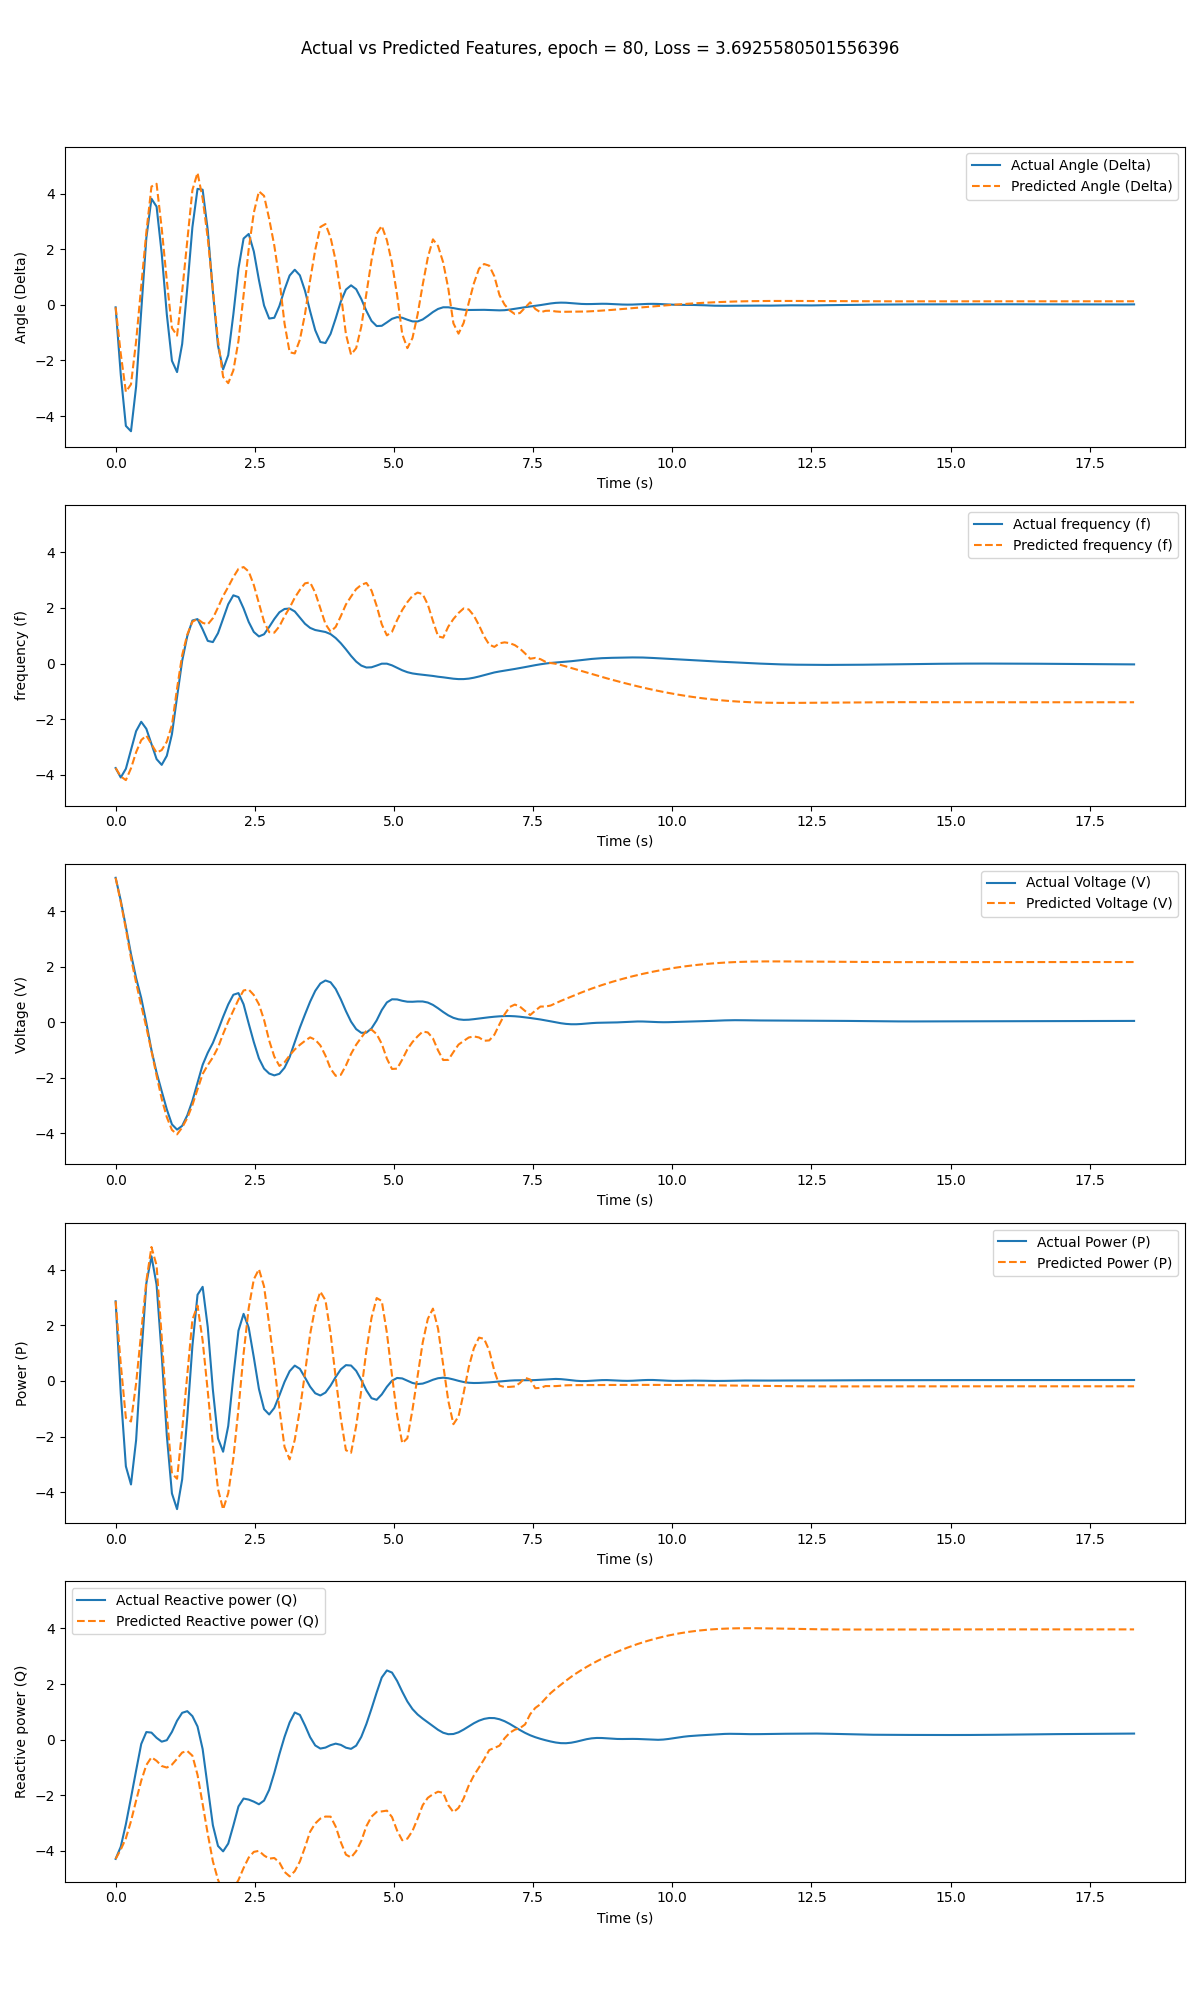 Actual vs Predicted Features, epoch = 80, Loss = 3.6925580501556396
Actual Angle (Delta)
Predicted Angle (Delta)
Angle (Delta)
4
2
0
−2
−4
0.0 2.5 5.0 7.5 10.0 12.5 15.0 17.5
Time (s)
Actual frequency (f)
Predicted frequency (f)
frequency (f)
4
2
0
−2
−4
0.0 2.5 5.0 7.5 10.0 12.5 15.0 17.5
Time (s)
Actual Voltage (V)
Predicted Voltage (V)
Voltage (V)
4
2
0
−2
−4
0.0 2.5 5.0 7.5 10.0 12.5 15.0 17.5
Time (s)
Actual Power (P)
Predicted Power (P)
Power (P)
4
2
0
−2
−4
0.0 2.5 5.0 7.5 10.0 12.5 15.0 17.5
Time (s)
Actual Reactive power (Q)
Predicted Reactive power (Q)
Reactive power (Q)
4
2
0
−2
−4
0.0 2.5 5.0 7.5 10.0 12.5 15.0 17.5
Time (s)